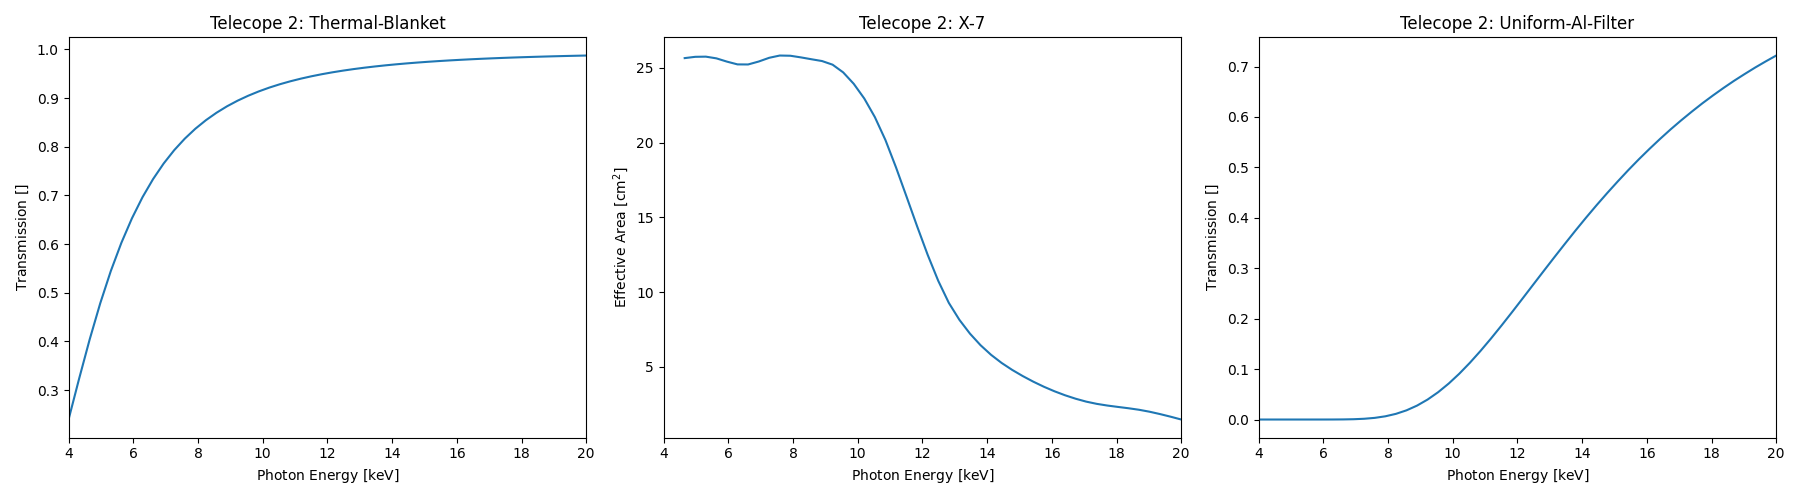 Telecope 2: Thermal-Blanket
Transmission []
1.0
0.9
0.8
0.7
0.6
0.5
0.4
0.3
4 6 8 10 12 14 16 18 20
Photon Energy [keV]
Telecope 2: X-7
Effective Area [cm²]
25
20
15
10
5
4 6 8 10 12 14 16 18 20
Photon Energy [keV]
Telecope 2: Uniform-Al-Filter
Transmission []
0.7
0.6
0.5
0.4
0.3
0.2
0.1
0.0
4 6 8 10 12 14 16 18 20
Photon Energy [keV]